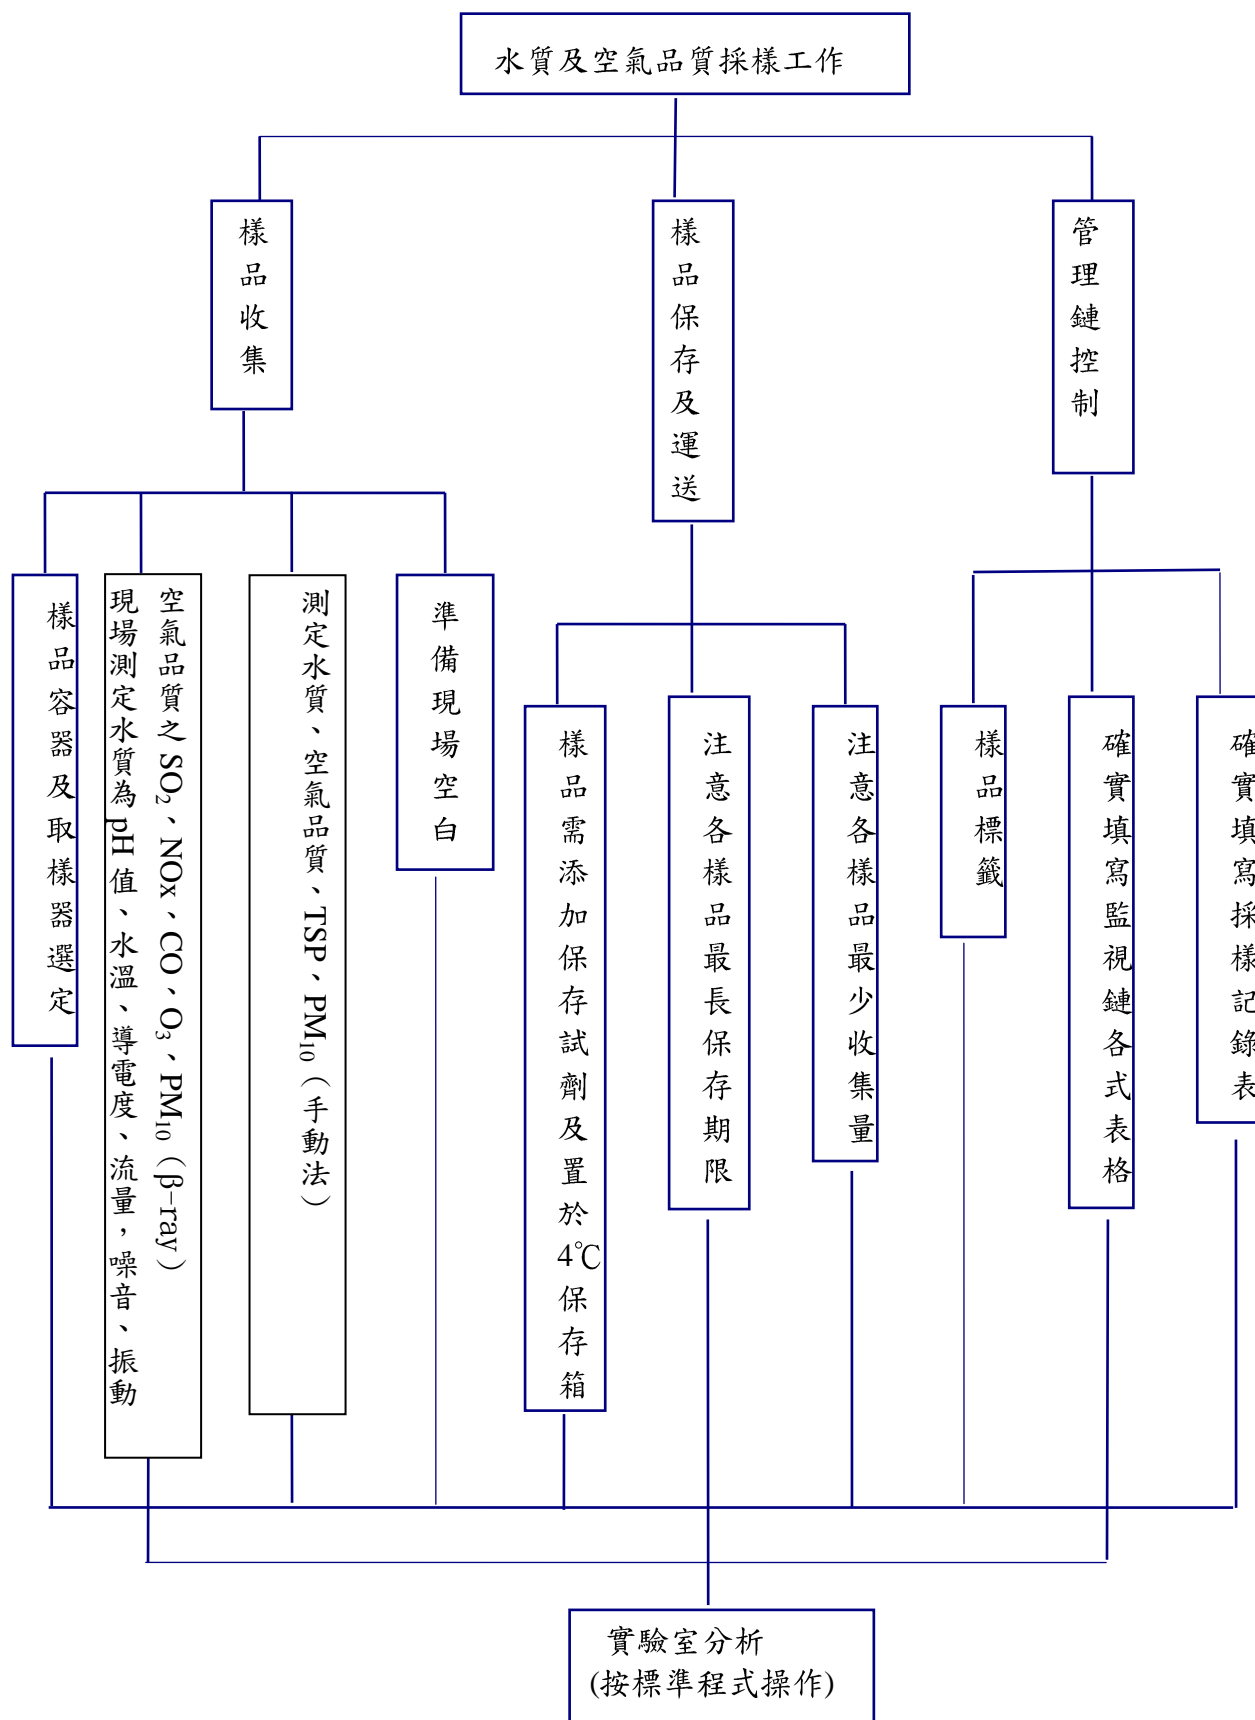 水質及空氣品質採樣工作
樣品收集
樣品保存及運送
管理鏈控制
樣品容器及取樣器選定
空氣品質之 SO₂、NOx、CO、O₃、PM₁₀（β-ray）
現場測定水質為 pH 值、水溫、導電度、流量，噪音、振動
測定水質、空氣品質、TSP、PM₁₀（手動法）
準備現場空白
樣品需添加保存試劑及置於4℃保存箱
注意各樣品最長保存期限
注意各樣品最少收集量
樣品標籤
確實填寫監視鏈各式表格
確實填寫採樣記錄表
實驗室分析
(按標準程式操作)